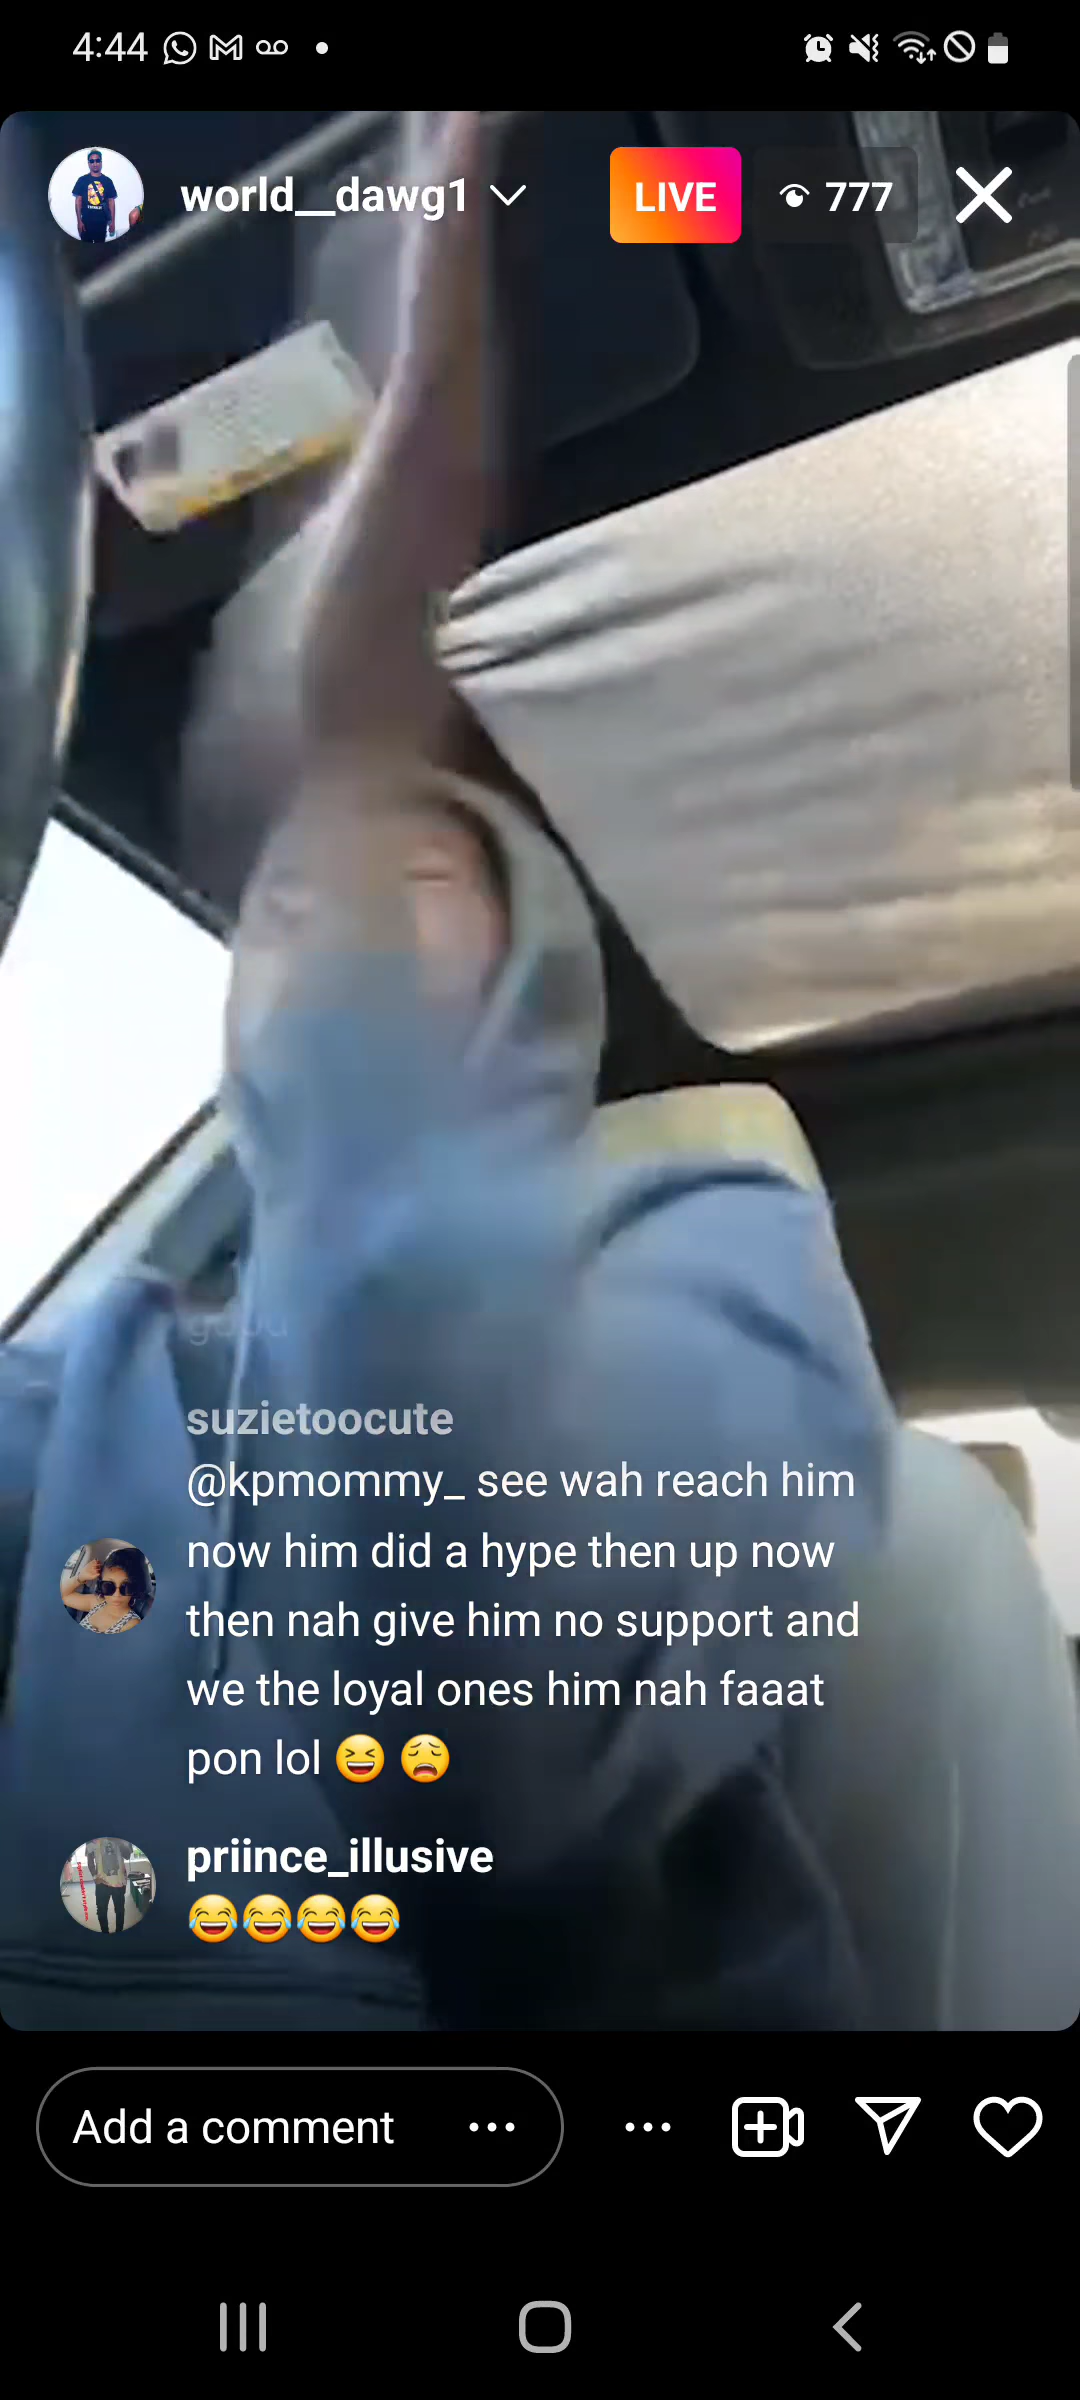 4:44
world__dawg1
LIVE
777
suzietoocute
@kpmommy_ see wah reach him
now him did a hype then up now
then nah give him no support and
we the loyal ones him nah faaat
pon lol 😆 😩
priince_illusive
😂😂😂😂
Add a comment